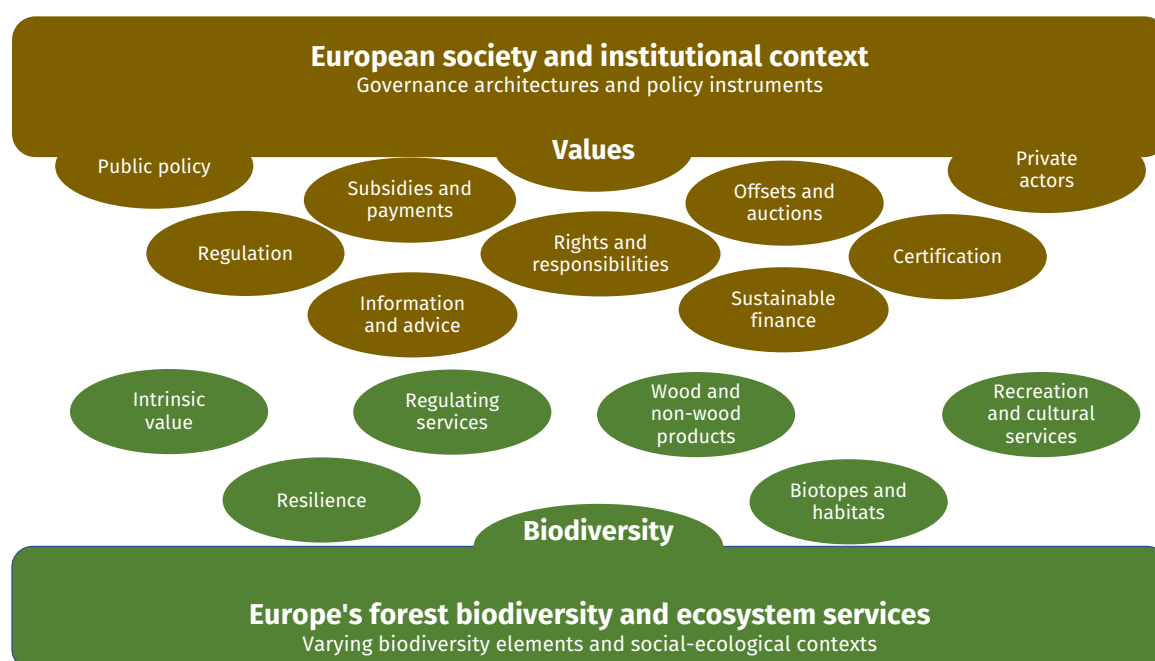 European society and institutional context
Governance architectures and policy instruments
Values
Public policy
Subsidies and
payments
Offsets and
auctions
Private
actors
Regulation
Rights and
responsibilities
Certification
Information
and advice
Sustainable
finance
Intrinsic
value
Regulating
services
Wood and
non-wood
products
Recreation
and cultural
services
Resilience
Biotopes and
habitats
Biodiversity
Europe's forest biodiversity and ecosystem services
Varying biodiversity elements and social-ecological contexts